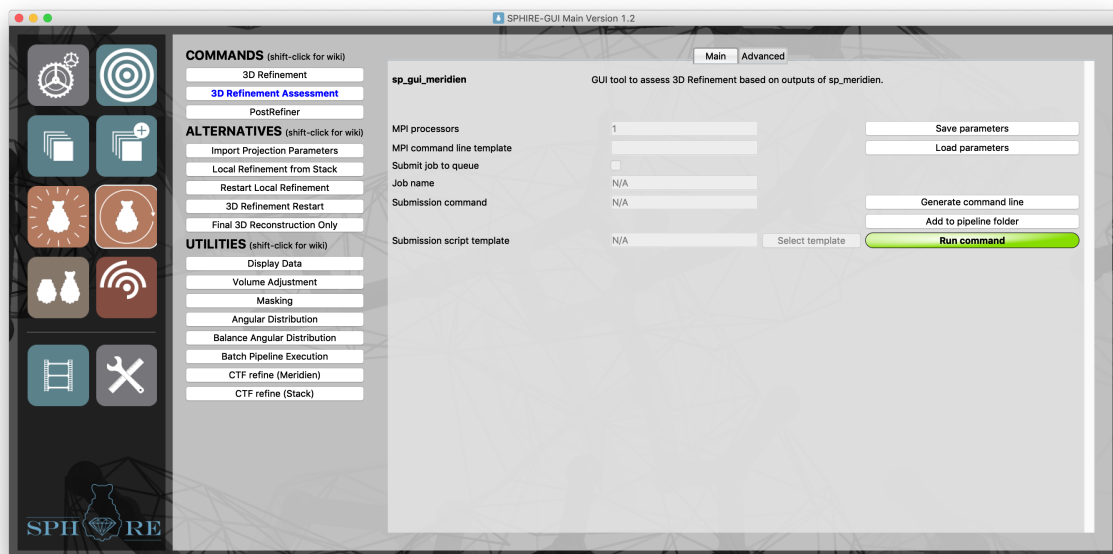 SPHIRE-GUI Main Version 1.2
COMMANDS (shift-click for wiki)
3D Refinement
3D Refinement Assessment
PostRefiner
ALTERNATIVES (shift-click for wiki)
Import Projection Parameters
Local Refinement from Stack
Restart Local Refinement
3D Refinement Restart
Final 3D Reconstruction Only
UTILITIES (shift-click for wiki)
Display Data
Volume Adjustment
Masking
Angular Distribution
Balance Angular Distribution
Batch Pipeline Execution
CTF refine (Meridien)
CTF refine (Stack)
Main Advanced
sp_gui_meridien GUI tool to assess 3D Refinement based on outputs of sp_meridien.
MPI processors 1 Save parameters
MPI command line template Load parameters
Submit job to queue
Job name N/A
Submission command N/A Generate command line
Add to pipeline folder
Submission script template N/A Select template Run command
SPH RE